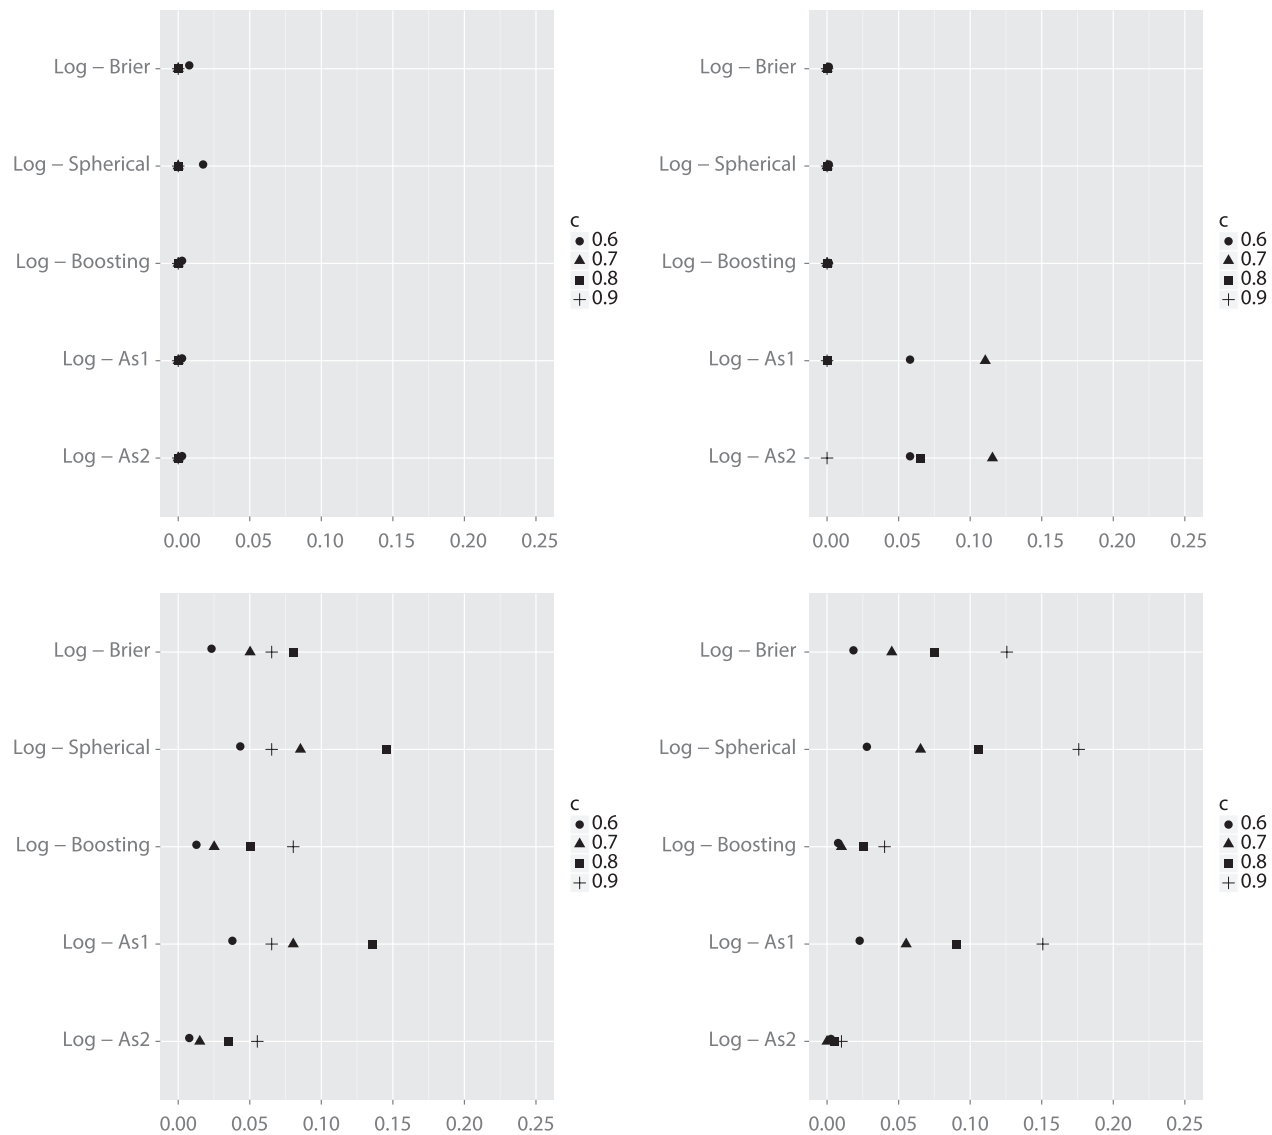 Log – Brier
Log – Spherical
Log – Boosting
Log – As1
Log – As2
0.00 0.05 0.10 0.15 0.20 0.25
c
0.6
0.7
0.8
0.9
Log – Brier
Log – Spherical
Log – Boosting
Log – As1
Log – As2
0.00 0.05 0.10 0.15 0.20 0.25
c
0.6
0.7
0.8
0.9
Log – Brier
Log – Spherical
Log – Boosting
Log – As1
Log – As2
0.00 0.05 0.10 0.15 0.20 0.25
c
0.6
0.7
0.8
0.9
Log – Brier
Log – Spherical
Log – Boosting
Log – As1
Log – As2
0.00 0.05 0.10 0.15 0.20 0.25
c
0.6
0.7
0.8
0.9